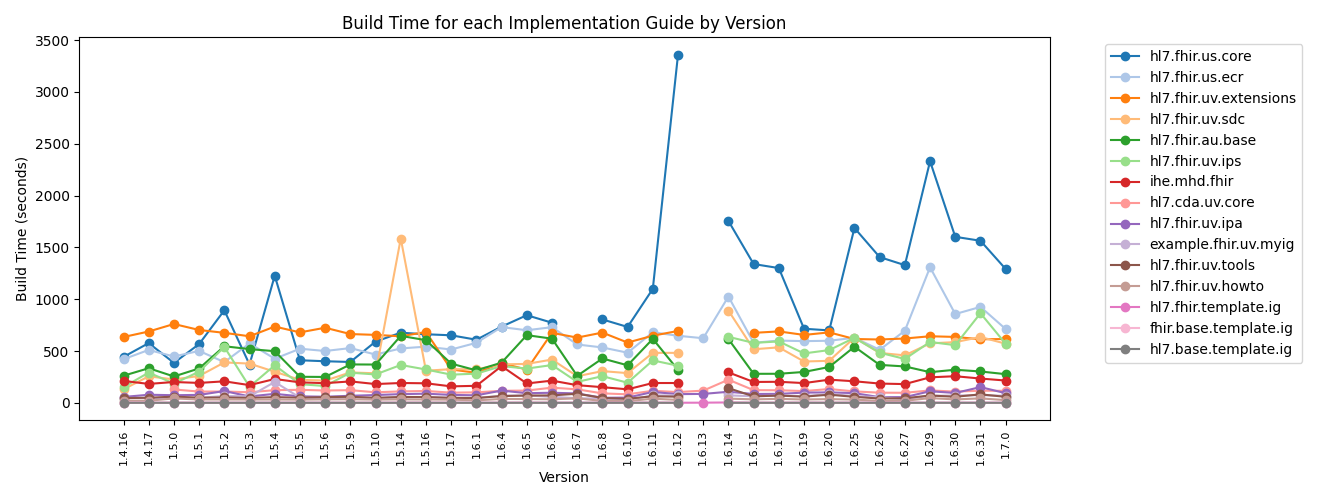 Build Time for each Implementation Guide by Version
Build Time (seconds)
3500
3000
2500
2000
1500
1000
500
0
1.4.16
1.4.17
1.5.0
1.5.1
1.5.2
1.5.3
1.5.4
1.5.5
1.5.6
1.5.9
1.5.10
1.5.14
1.5.16
1.5.17
1.6.1
1.6.4
1.6.5
1.6.6
1.6.7
1.6.8
1.6.10
1.6.11
1.6.12
1.6.13
1.6.14
1.6.15
1.6.17
1.6.19
1.6.20
1.6.25
1.6.26
1.6.27
1.6.29
1.6.30
1.6.31
1.7.0
Version
hl7.fhir.us.core
hl7.fhir.us.ecr
hl7.fhir.uv.extensions
hl7.fhir.uv.sdc
hl7.fhir.au.base
hl7.fhir.uv.ips
ihe.mhd.fhir
hl7.cda.uv.core
hl7.fhir.uv.ipa
example.fhir.uv.myig
hl7.fhir.uv.tools
hl7.fhir.uv.howto
hl7.fhir.template.ig
fhir.base.template.ig
hl7.base.template.ig